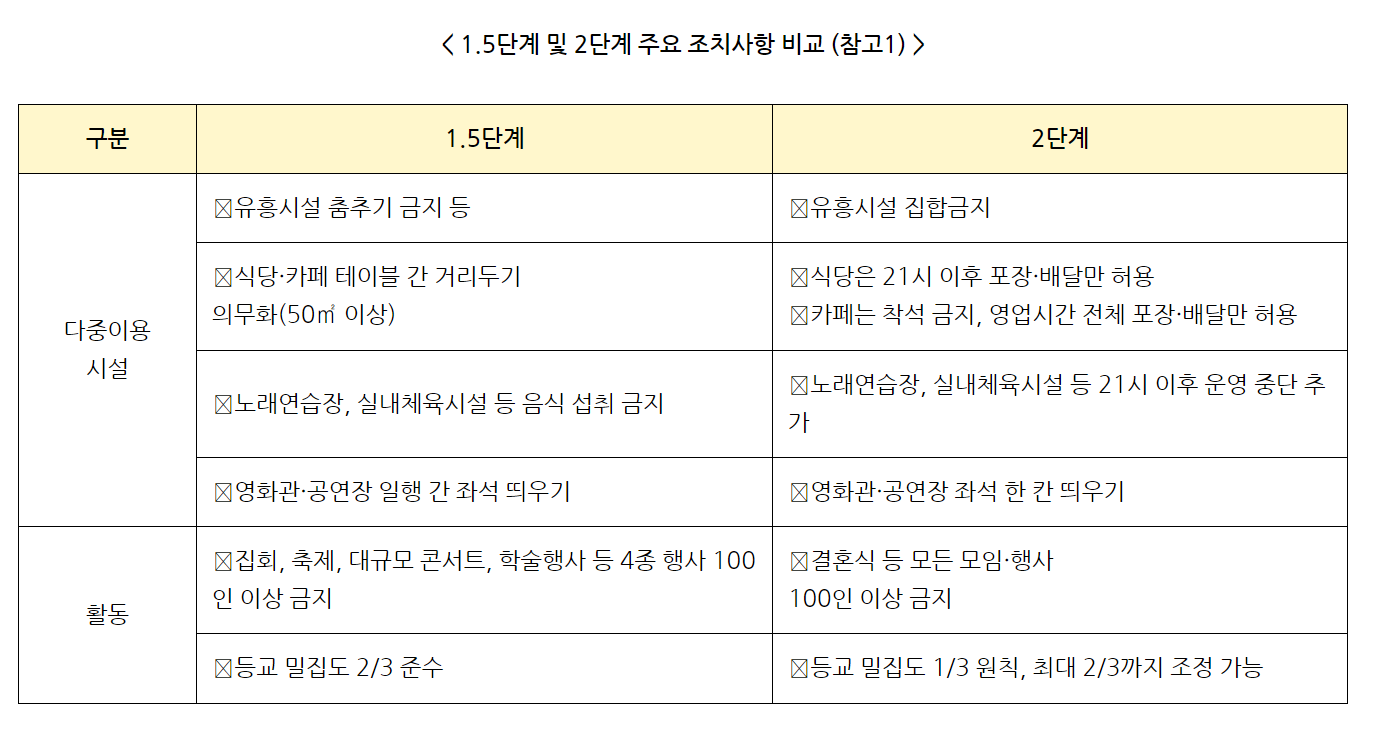 < 1.5단계 및 2단계 주요 조치사항 비교 (참고1) >
구분
1.5단계
2단계
다중이용
시설
유흥시설 춤추기 금지 등
유흥시설 집합금지
식당·카페 테이블 간 거리두기
의무화(50㎡ 이상)
식당은 21시 이후 포장·배달만 허용
카페는 착석 금지, 영업시간 전체 포장·배달만 허용
노래연습장, 실내체육시설 등 음식 섭취 금지
노래연습장, 실내체육시설 등 21시 이후 운영 중단 추
가
영화관·공연장 일행 간 좌석 띄우기
영화관·공연장 좌석 한 칸 띄우기
활동
집회, 축제, 대규모 콘서트, 학술행사 등 4종 행사 100
인 이상 금지
결혼식 등 모든 모임·행사
100인 이상 금지
등교 밀집도 2/3 준수
등교 밀집도 1/3 원칙, 최대 2/3까지 조정 가능